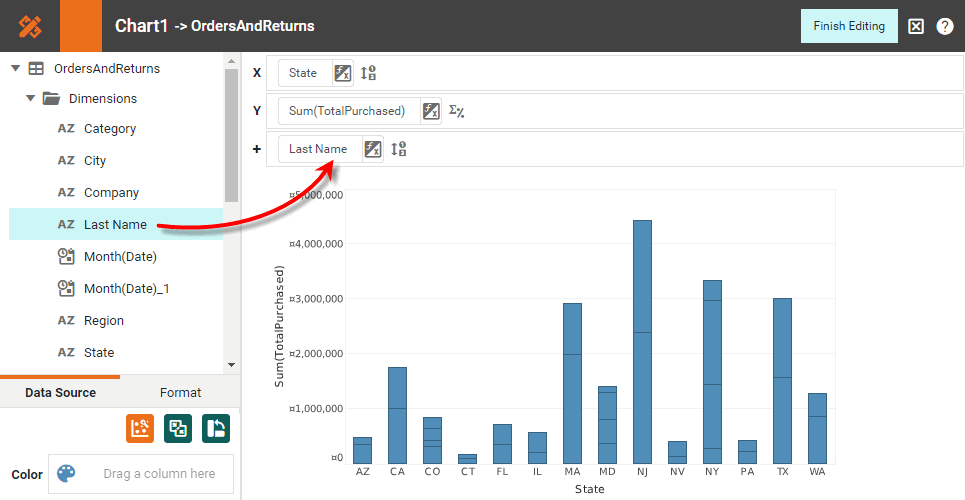 Chart1 -> OrdersAndReturns
Finish Editing
?
OrdersAndReturns
Dimensions
AZ Category
AZ City
AZ Company
AZ Last Name
Month(Date)
Month(Date)_1
AZ Region
AZ State
Data Source
Format
Color
Drag a column here
X State
Y Sum(TotalPurchased)
+ Last Name
¤5,000,000
¤4,000,000
¤3,000,000
¤2,000,000
¤1,000,000
¤0
Sum(TotalPurchased)
AZ CA CO CT FL IL MA MD NJ NV NY PA TX WA
State